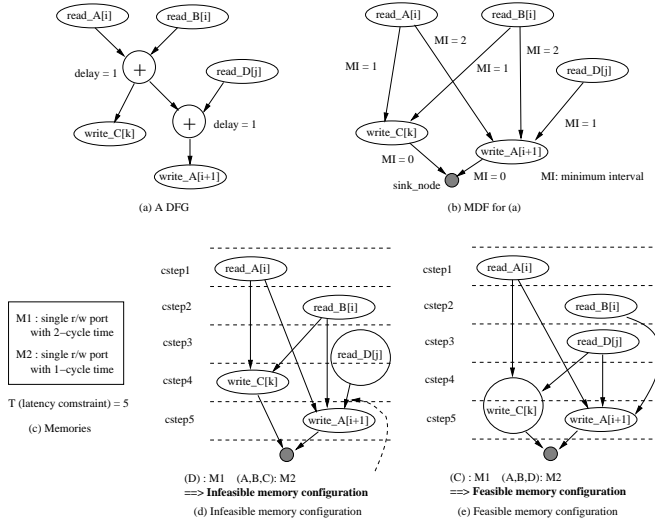 read_A[i]
read_B[i]
+
delay = 1
read_D[j]
write_C[k]
+
delay = 1
write_A[i+1]
(a) A DFG
read_A[i]
read_B[i]
MI = 2
MI = 1
MI = 1
MI = 2
read_D[j]
write_C[k]
MI = 1
write_A[i+1]
MI = 0
MI = 0
sink_node
MI: minimum interval
(b) MDF for (a)
M1 : single r/w port
with 2-cycle time
M2 : single r/w port
with 1-cycle time
T (latency comstraint) = 5
(c) Memories
cstep1
read_A[i]
cstep2
read_B[i]
cstep3
read_D[j]
cstep4
write_C[k]
cstep5
write_A[i+1]
(D) : M1 (A,B,C): M2
==> Infeasible memory configuration
(d) Infeasible memory configuration
cstep1
read_A[i]
cstep2
read_B[i]
cstep3
read_D[j]
cstep4
write_C[k]
cstep5
write_A[i+1]
(C) : M1 (A,B,D): M2
==> Feasible memory configuration
(e) Feasible memory configuration